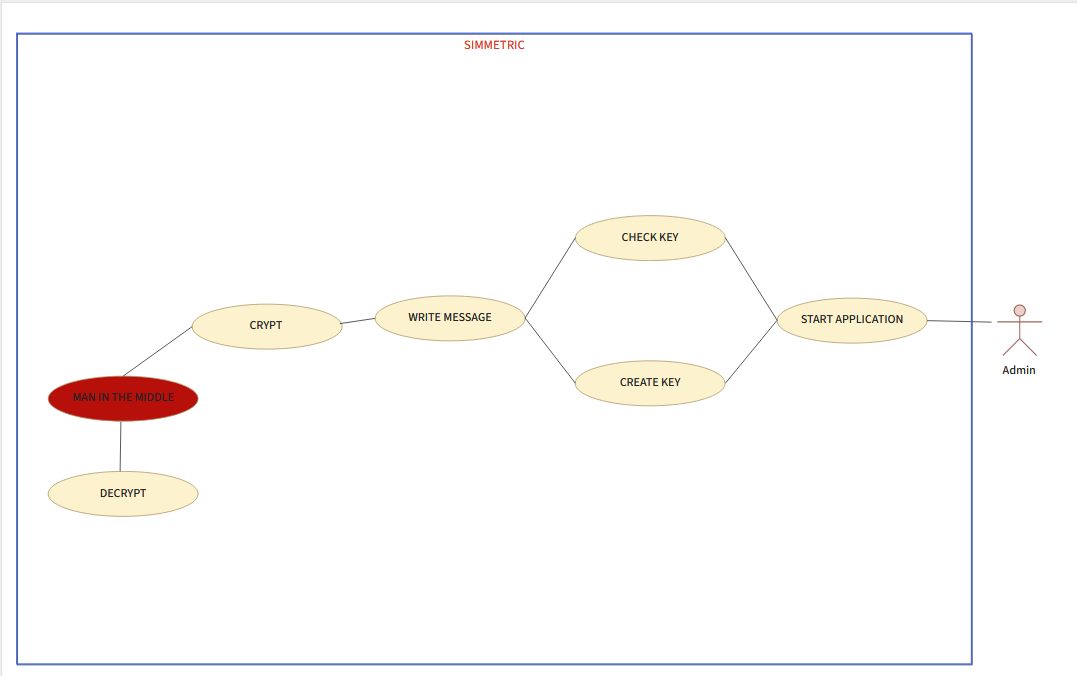 SIMMETRIC
CHECK KEY
CRYPT
WRITE MESSAGE
START APPLICATION
Admin
CREATE KEY
MAN IN THE MIDDLE
DECRYPT